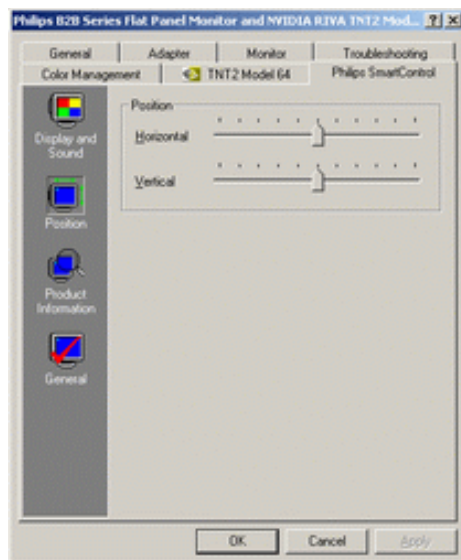 Philips B2B Series Flat Panel Monitor and NVIDIA RIVA TNT2 Mod...
General Adapter Monitor Troubleshooting
Color Management TNT2 Model 64 Philips SmartControl
Display and
Sound
Position
Product
Information
General
Position
Horizontal
Vertical
OK Cancel Apply